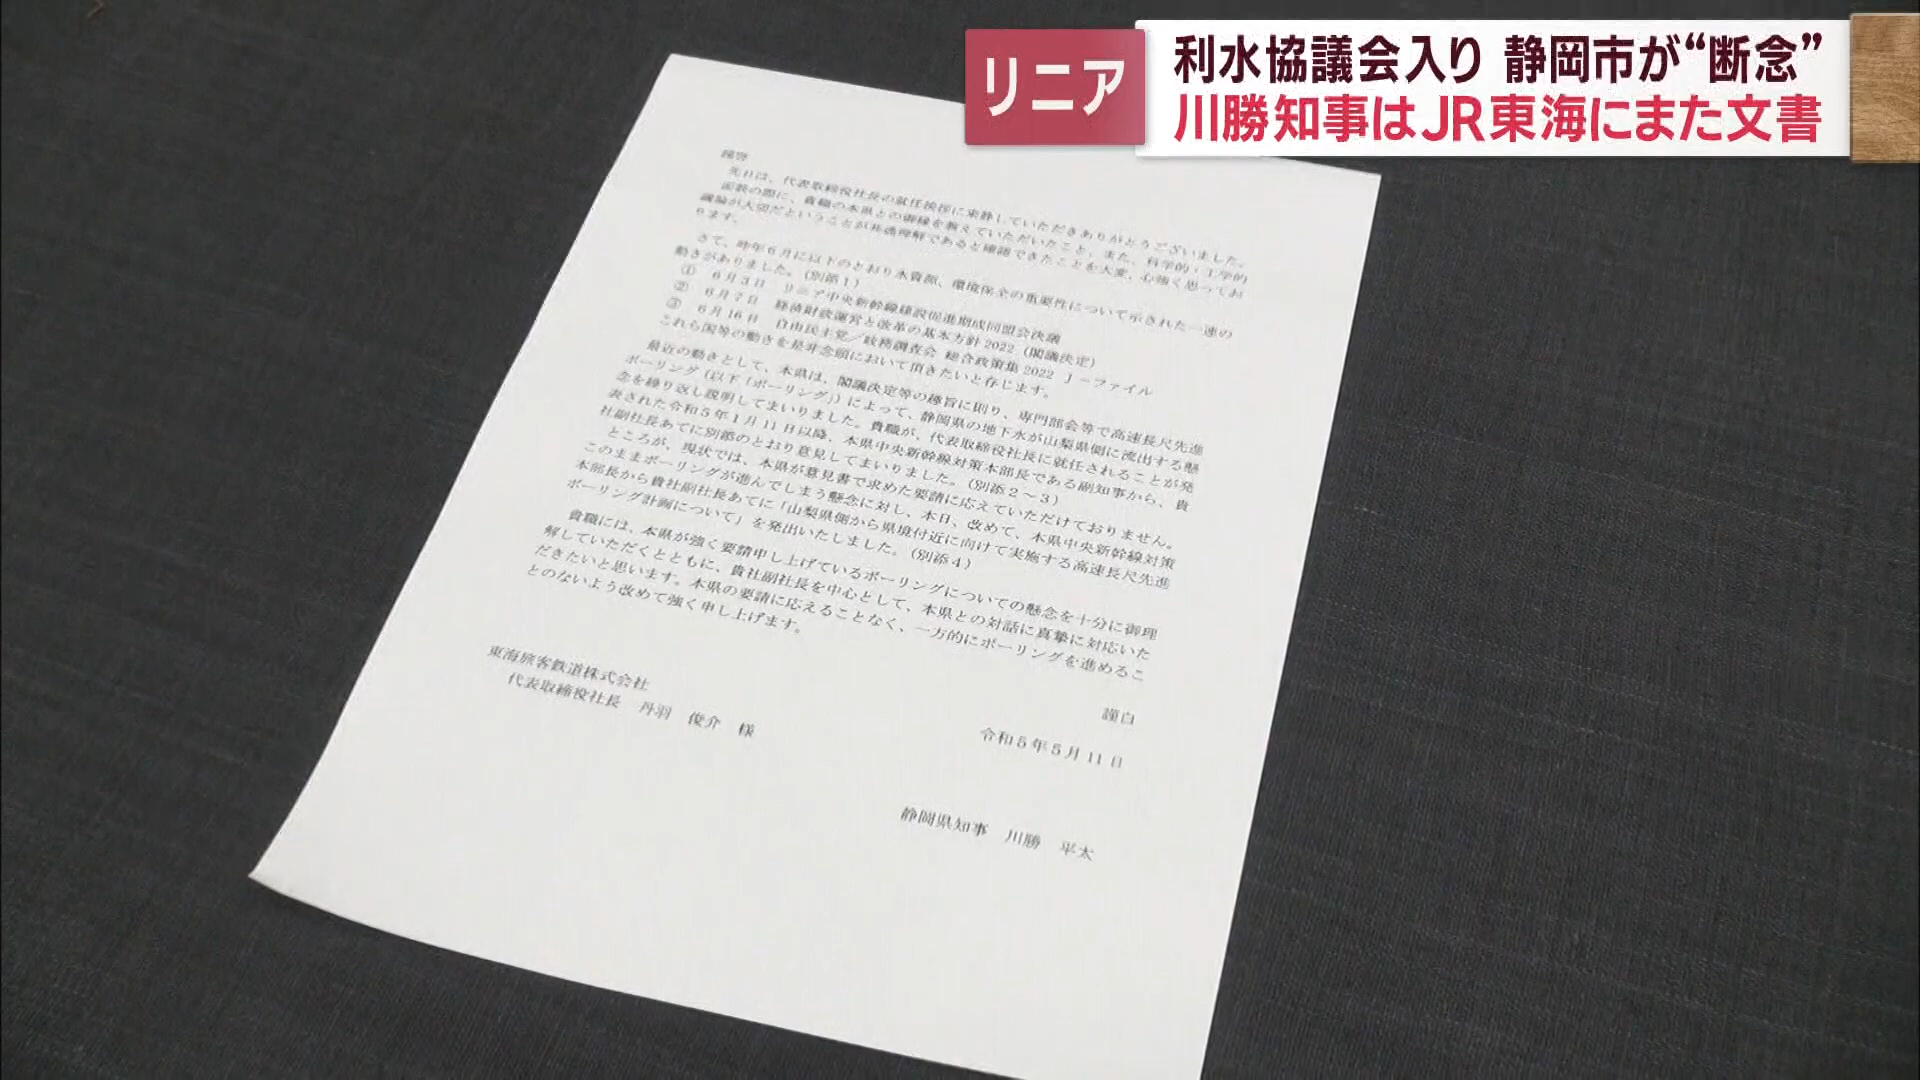 リニア
利水協議会入り 静岡市が“断念”
川勝知事はJR東海にまた文書
謹啓
先日は、代表取締役社長の就任挨拶に来静していただきありがとうございました。
面談の際に、貴職の本県との御縁を教えていただいたこと、また、科学的・工学的
議論が大切だということが共通理解であると確認できたことを大変、心強く思ってお
ります。
さて、昨年6月に以下のとおり水資源、環境保全の重要性について示された一連の
動きがありました。(別添1)
① 6月3日 リニア中央新幹線建設促進期成同盟会決議
② 6月7日 経済財政運営と改革の基本方針2022(閣議決定)
③ 6月16日 自由民主党/政務調査会 総合政策集2022 J-ファイル
これら国等の動きを是非念頭において頂きたいと存じます。
最近の動きとして、本県は、閣議決定等の趣旨に則り、専門部会等で高速長尺先進
ボーリング(以下「ボーリング」)によって、静岡県の地下水が山梨県側に流出する懸
念を繰り返し説明してまいりました。貴職が、代表取締役社長に就任されることが発
表された令和5年1月11日以降、本県中央新幹線対策本部長である副知事から、貴
社副社長あてに別添のとおり意見してまいりました。(別添2~3)
ところが、現状では、本県が意見書で求めた要請に応えていただけておりません。
このままボーリングが進んでしまう懸念に対し、本日、改めて、本県中央新幹線対策
本部長から貴社副社長あてに「山梨県側から県境付近に向けて実施する高速長尺先進
ボーリング計画について」を発出いたしました。(別添4)
貴職には、本県が強く要請申し上げているボーリングについての懸念を十分に御理
解していただくとともに、貴社副社長を中心として、本県との対話に真摯に対応いた
だきたいと思います。本県の要請に応えることなく、一方的にボーリングを進めるこ
とのないよう改めて強く申し上げます。
謹白
令和5年5月11日
東海旅客鉄道株式会社
代表取締役社長 丹羽 俊介 様
静岡県知事 川勝 平太